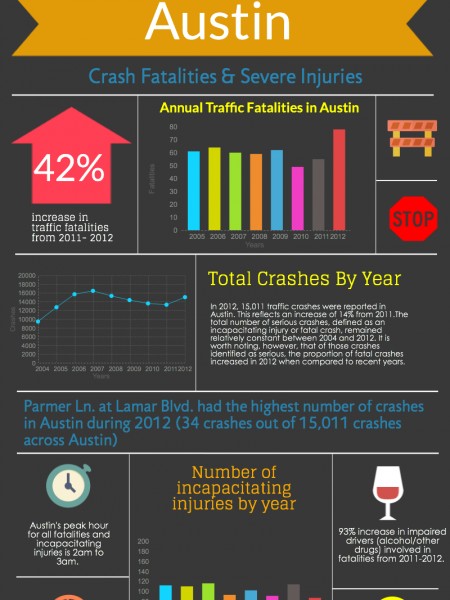 Austin
Crash Fatalities & Severe Injuries
42%
increase in
traffic fatalities
from 2011- 2012
Annual Traffic Fatalities in Austin
80
70
60
50
40
30
20
10
0
Fatalities
2005 2006 2007 2008 2009 2010 2011 2012
Years
STOP
20000
18000
16000
14000
12000
10000
8000
6000
4000
2000
0
Crashes
2004 2005 2006 2007 2008 2009 2010 2011 2012
Years
Total Crashes By Year
In 2012, 15,011 traffic crashes were reported in
Austin. This reflects an increase of 14% from 2011.The
total number of serious crashes, defined as an
incapacitating injury or fatal crash, remained
relatively constant between 2004 and 2012. It is
worth noting, however, that of those crashes
identified as serious, the proportion of fatal crashes
increased in 2012 when compared to recent years.
Parmer Ln. at Lamar Blvd. had the highest number of crashes
in Austin during 2012 (34 crashes out of 15,011 crashes
across Austin)
Austin's peak hour
for all fatalities and
incapacitating
injuries is 2am to
3am.
Number of
incapacitating
injuries by year
200
180
160
140
120
100
80
93% increase in impaired
drivers (alcohol/other
drugs) involved in
fatalities from 2011-2012.